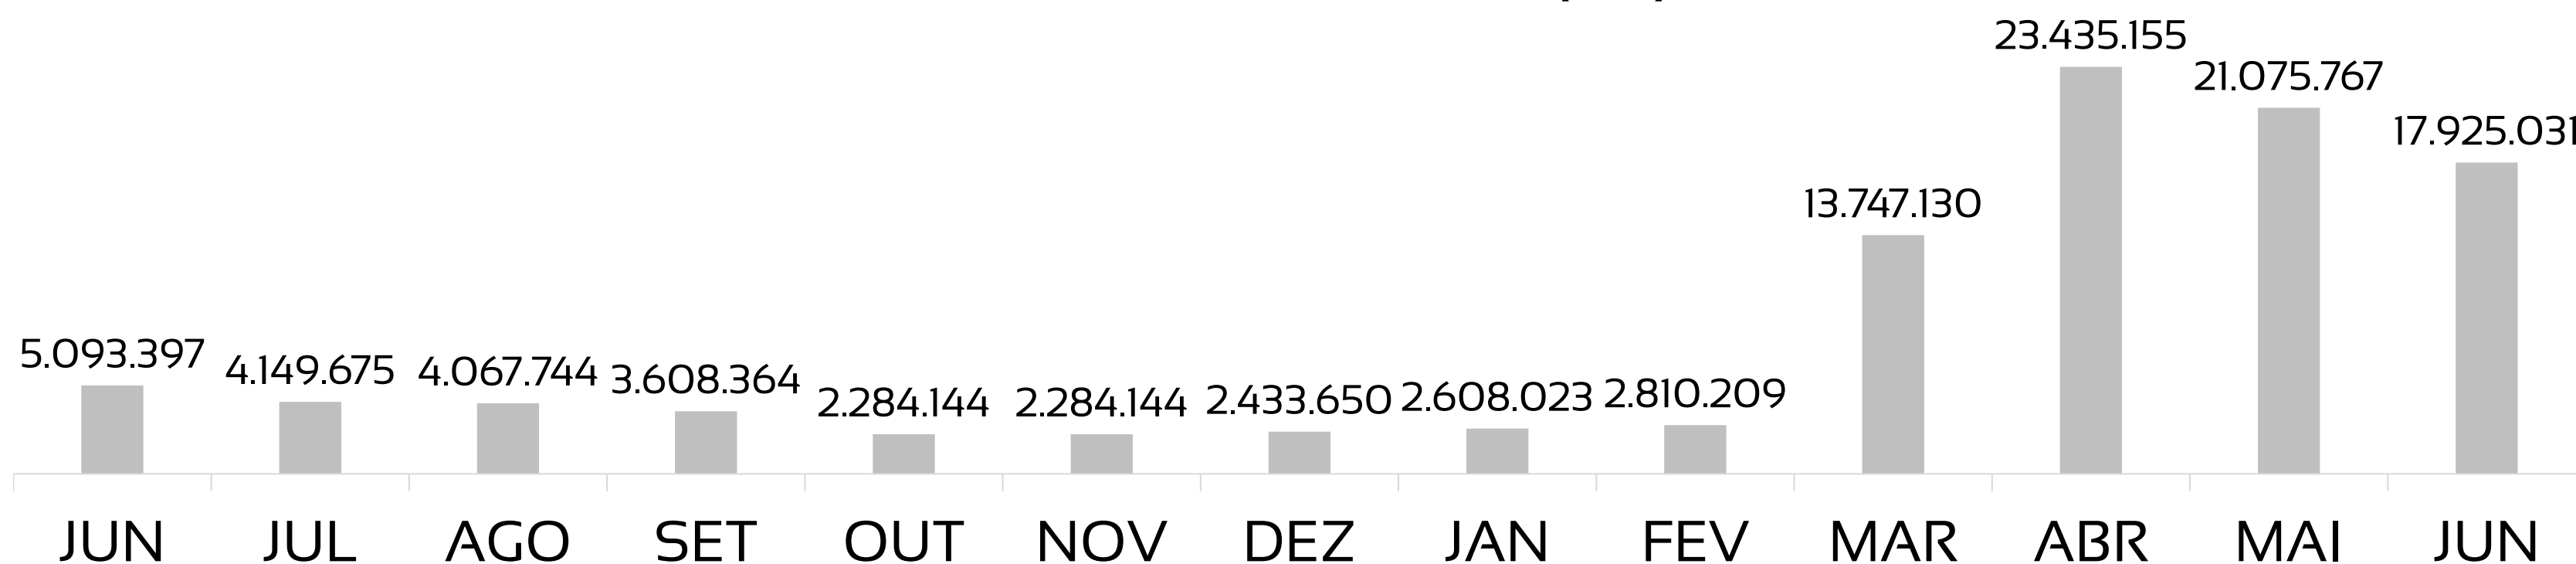 23.435.155
21.075.767
17.925.031
13.747.130
5.093.397 4.149.675 4.067.744 3.608.364 2.284.144 2.284.144 2.433.650 2.608.023 2.810.209
JUN JUL AGO SET OUT NOV DEZ JAN FEV MAR ABR MAI JUN